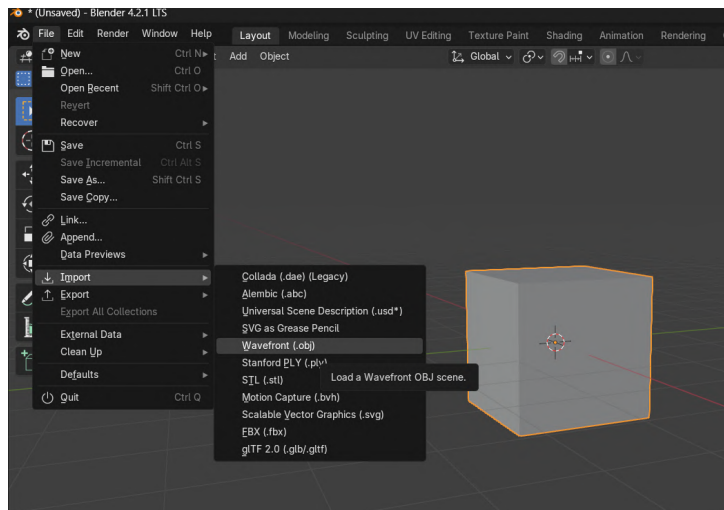 * (Unsaved) - Blender 4.2.1 LTS
File Edit Render Window Help Layout Modeling Sculpting UV Editing Texture Paint Shading Animation Rendering
Add Object Global
New Ctrl N
Open... Ctrl O
Open Recent Shift Ctrl O
Revert
Recover
Save Ctrl S
Save Incremental Ctrl Alt S
Save As... Shift Ctrl S
Save Copy...
Link...
Append...
Data Previews
Import
Export
Export All Collections
External Data
Clean Up
Defaults
Quit Ctrl Q
Collada (.dae) (Legacy)
Alembic (.abc)
Universal Scene Description (.usd*)
SVG as Grease Pencil
Wavefront (.obj)
Stanford PLY (.ply)
STL (.stl)
Load a Wavefront OBJ scene.
Motion Capture (.bvh)
Scalable Vector Graphics (.svg)
FBX (.fbx)
glTF 2.0 (.glb/.gltf)